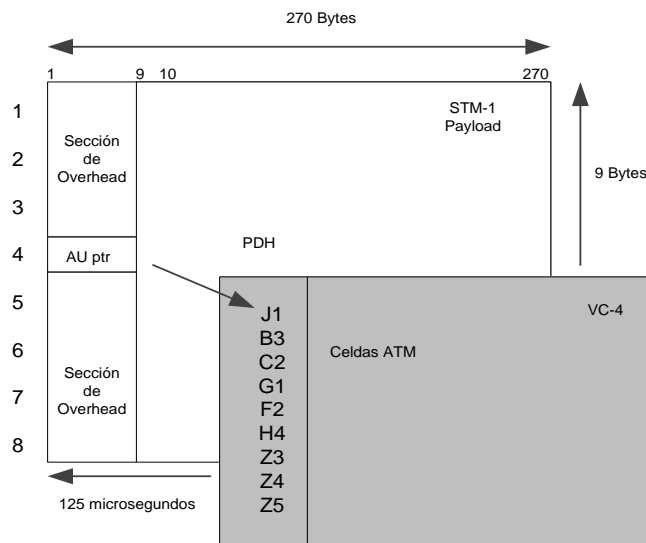 270 Bytes
1 9 10 270
1
STM-1
Payload
Sección
de
Overhead
2
9 Bytes
3
PDH
4
AU ptr
5
VC-4
J1
B3
C2
G1
F2
H4
Z3
Z4
Z5
6
Celdas ATM
Sección
de
Overhead
7
8
125 microsegundos